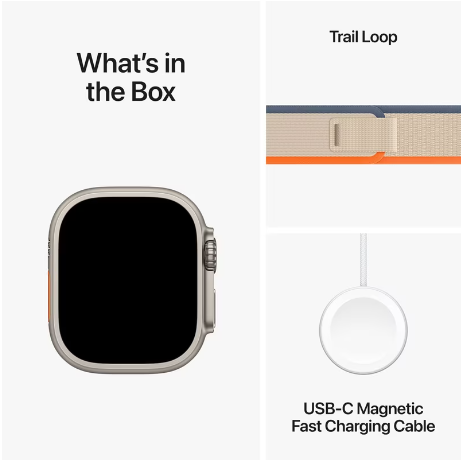 What's in
the Box
Trail Loop
USB-C Magnetic
Fast Charging Cable